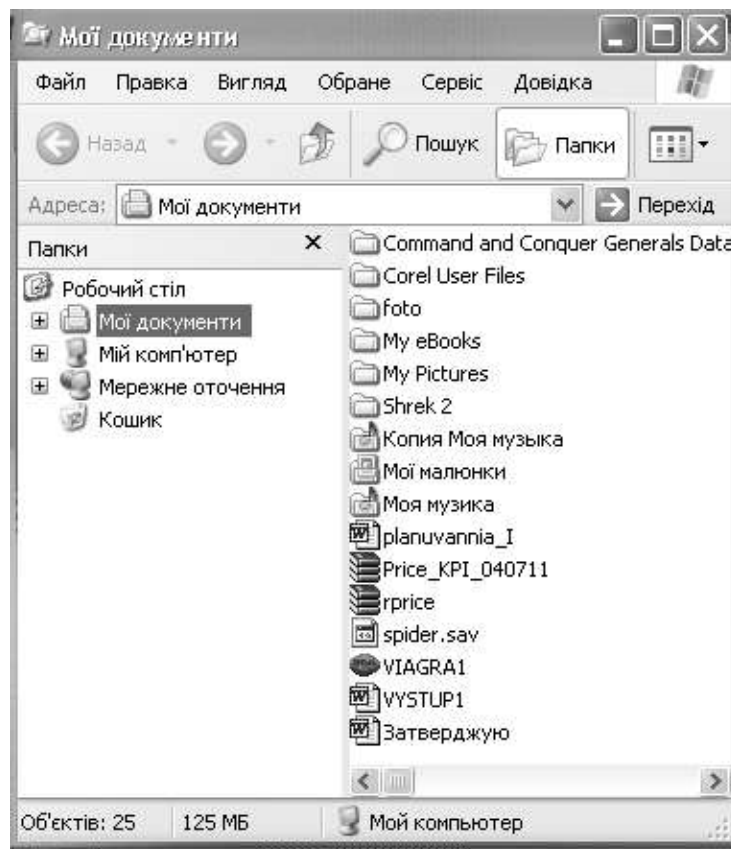 Мої документи
Файл Правка Вигляд Обране Сервіс Довідка
Назад Пошук Папки
Адреса: Мої документи Перехід
Папки
Робочий стіл
Мої документи
Мій комп'ютер
Мережне оточення
Кошик
Command and Conquer Generals Data
Corel User Files
foto
My eBooks
My Pictures
Shrek 2
Копия Моя музыка
Мої малюнки
Моя музика
planuvannia_I
Price_KPI_040711
rprice
spider.sav
VIAGRA1
VYSTUP1
Затверджую
Об'єктів: 25 125 МБ Мой компьютер